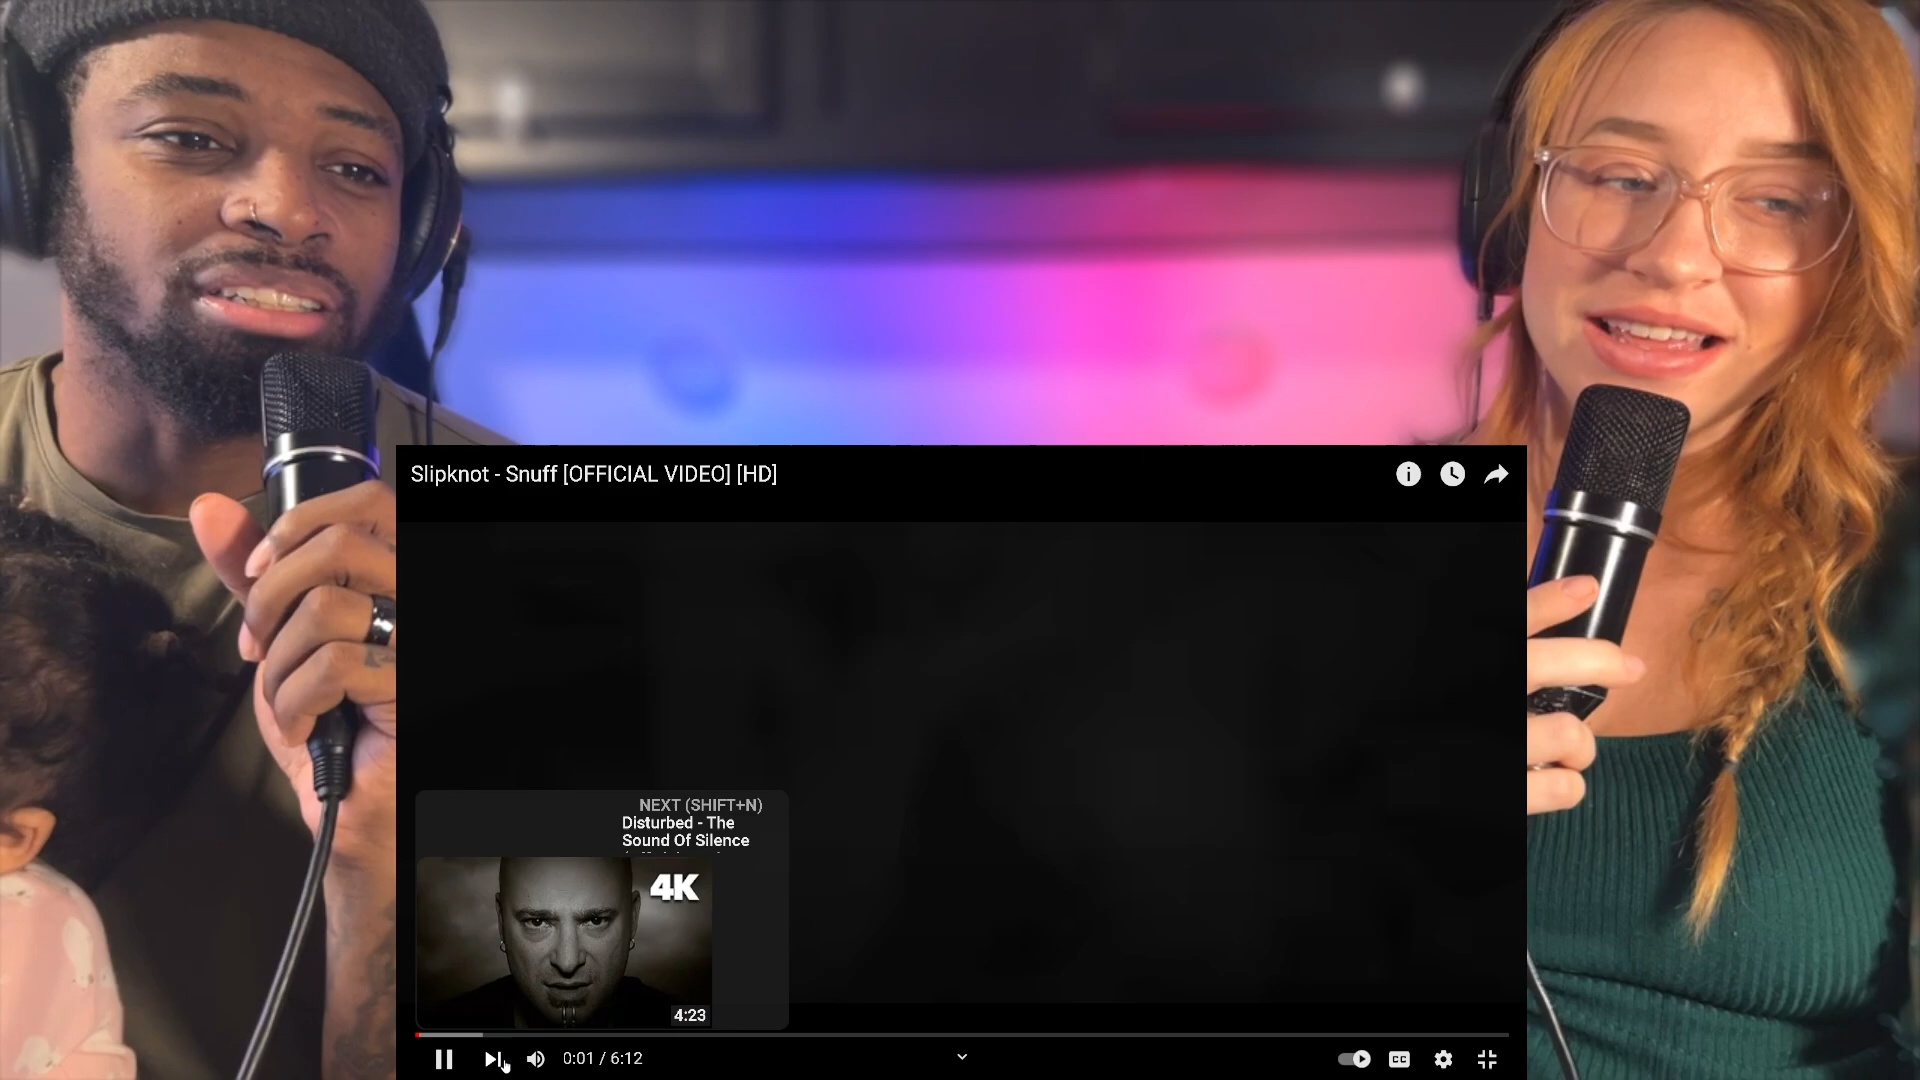 Slipknot - Snuff [OFFICIAL VIDEO] [HD]
NEXT (SHIFT+N)
Disturbed - The
Sound Of Silence
4K
4:23
0:01 / 6:12
CC